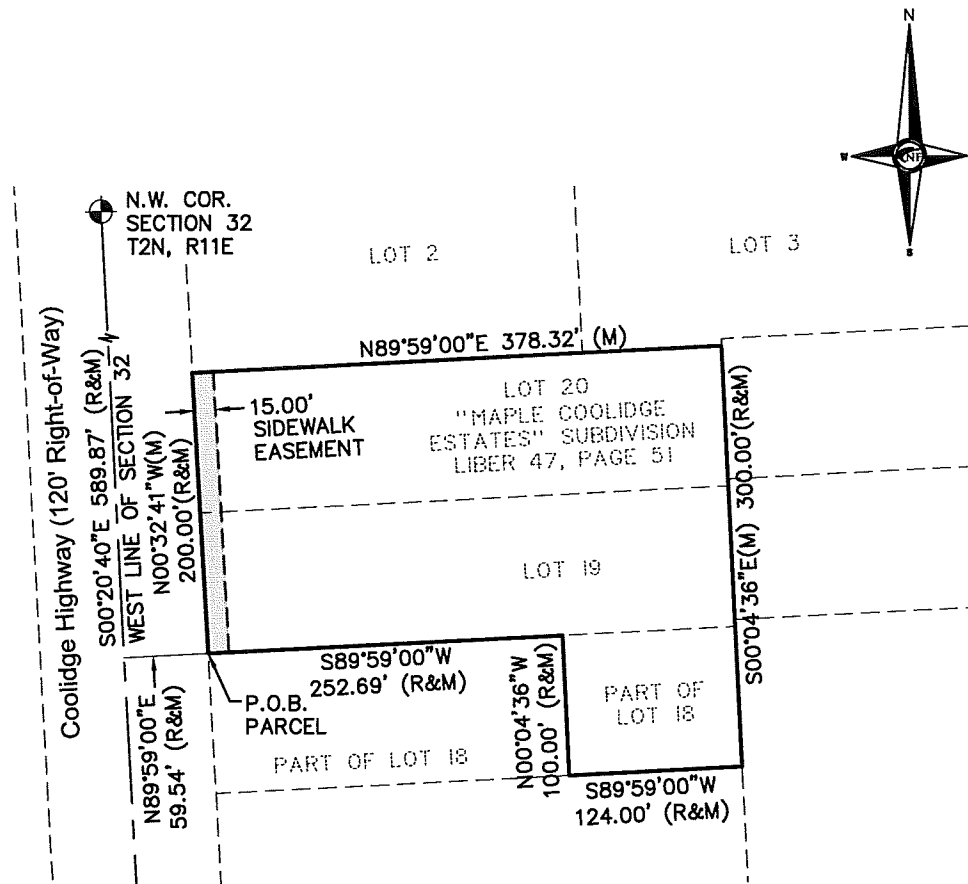 N
W
NF
S
N.W. COR.
SECTION 32
T2N, R11E
LOT 2
LOT 3
Coolidge Highway (120' Right-of-Way)
S00°20'40"E 589.87' (R&M)
WEST LINE OF SECTION 32
N89°59'00"E 378.32' (M)
15.00'
SIDEWALK
EASEMENT
LOT 20
"MAPLE COOLIDGE
ESTATES" SUBDIVISION
LIBER 47, PAGE 51
N00°32'41"W(M)
200.00'(R&M)
S00°04'36"E(M) 300.00'(R&M)
LOT 19
S89°59'00"W
252.69' (R&M)
P.O.B.
PARCEL
N89°59'00"E
59.54' (R&M)
PART OF LOT 18
N00°04'36"W
100.00' (R&M)
PART OF
LOT 18
S89°59'00"W
124.00' (R&M)